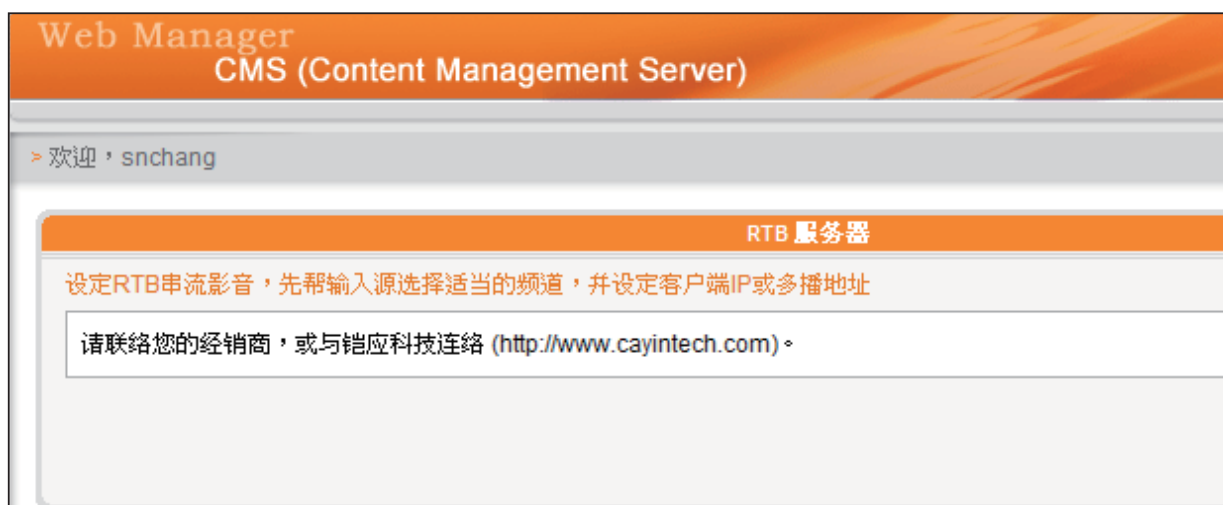 Web Manager
CMS (Content Management Server)
> 欢迎，snchang
RTB 服务器
设定RTB串流影音，先帮输入源选择适当的频道，并设定客户端IP或多播地址
请联络您的经销商，或与铠应科技连络 (http://www.cayintech.com)。